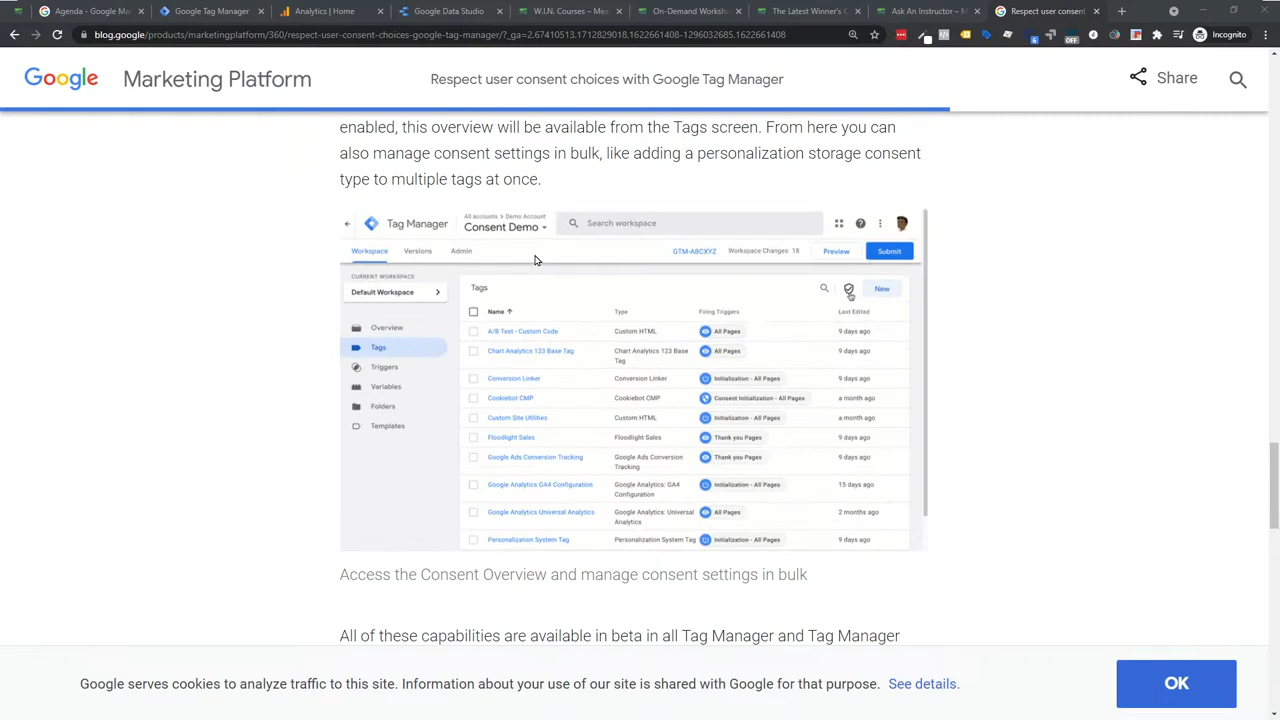 Agenda - Google Mar
Google Tag Manager
Analytics | Home
Google Data Studio
W.I.N. Courses – Mea
On-Demand Worksh
The Latest Winner's C
Ask An Instructor – M
Respect user consent
Incognito
blog.google/products/marketingplatform/360/respect-user-consent-choices-google-tag-manager/?_ga=2.67410513.1712829018.1622661408-1296032685.1622661408
Google Marketing Platform
Respect user consent choices with Google Tag Manager
Share
enabled, this overview will be available from the Tags screen. From here you can
also manage consent settings in bulk, like adding a personalization storage consent
type to multiple tags at once.
All accounts > Demo Account
Tag Manager
Consent Demo
Search workspace
Workspace Versions Admin
GTM-A8CXYZ Workspace Changes: 18 Preview Submit
CURRENT WORKSPACE
Default Workspace
Overview
Tags
Triggers
Variables
Folders
Templates
Tags
New
Name Type Firing Triggers Last Edited
A/B Test - Custom Code Custom HTML All Pages 9 days ago
Chart Analytics 123 Base Tag Chart Analytics 123 Base Tag All Pages 9 days ago
Conversion Linker Conversion Linker Initialization - All Pages 9 days ago
Cookiebot CMP Cookiebot CMP Consent Initialization - All Pages a month ago
Custom Site Utilities Custom HTML Initialization - All Pages a month ago
Floodlight Sales Floodlight Sales Thank you Pages 9 days ago
Google Ads Conversion Tracking Google Ads Conversion Tracking Thank you Pages 9 days ago
Google Analytics GA4 Configuration Google Analytics: GA4 Configuration Initialization - All Pages 15 days ago
Google Analytics Universal Analytics Google Analytics: Universal Analytics All Pages 2 months ago
Personalization System Tag Personalization System Tag Initialization - All Pages 9 days ago
Access the Consent Overview and manage consent settings in bulk
All of these capabilities are available in beta in all Tag Manager and Tag Manager
Google serves cookies to analyze traffic to this site. Information about your use of our site is shared with Google for that purpose. See details.
OK